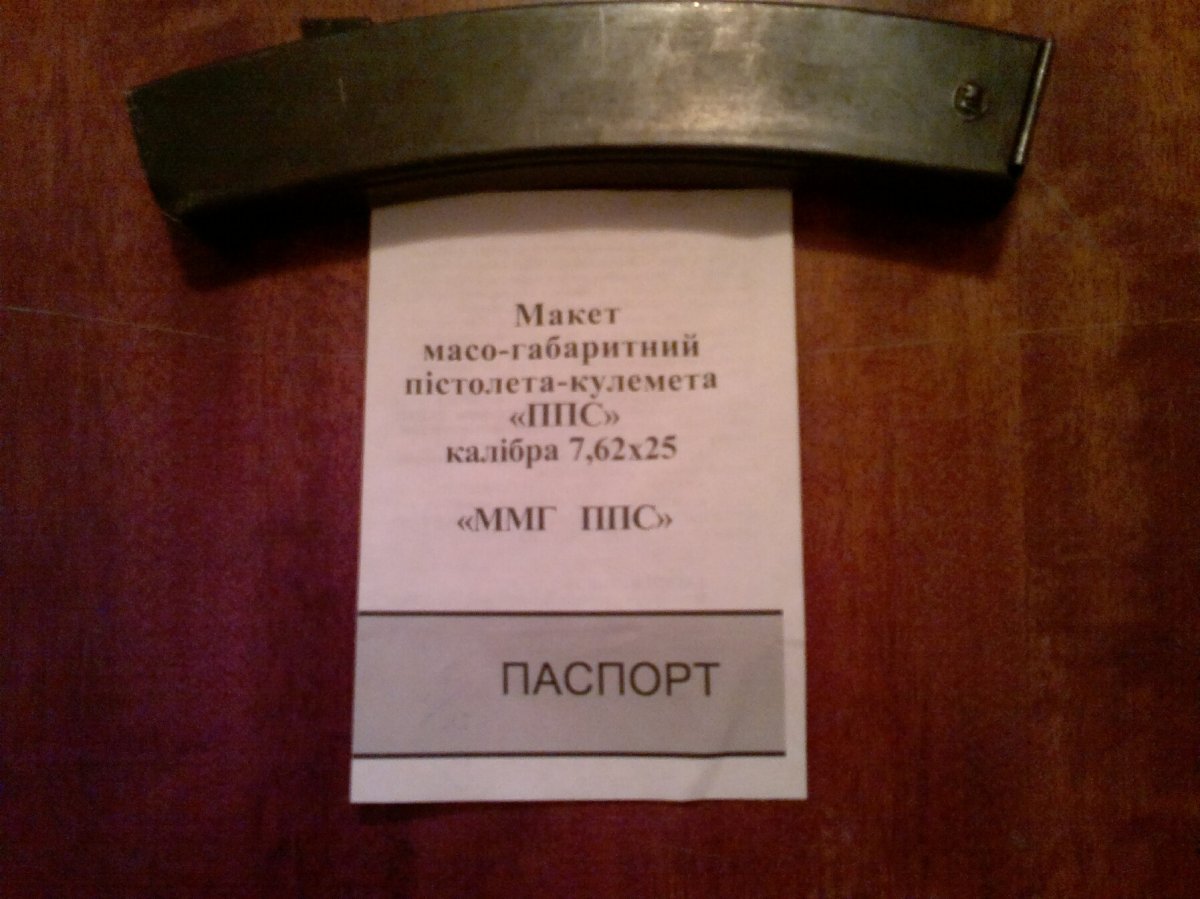 Макет
масо-габаритний
пістолета-кулемета
«ППС»
калібра 7,62х25
«ММГ ППС»
ПАСПОРТ